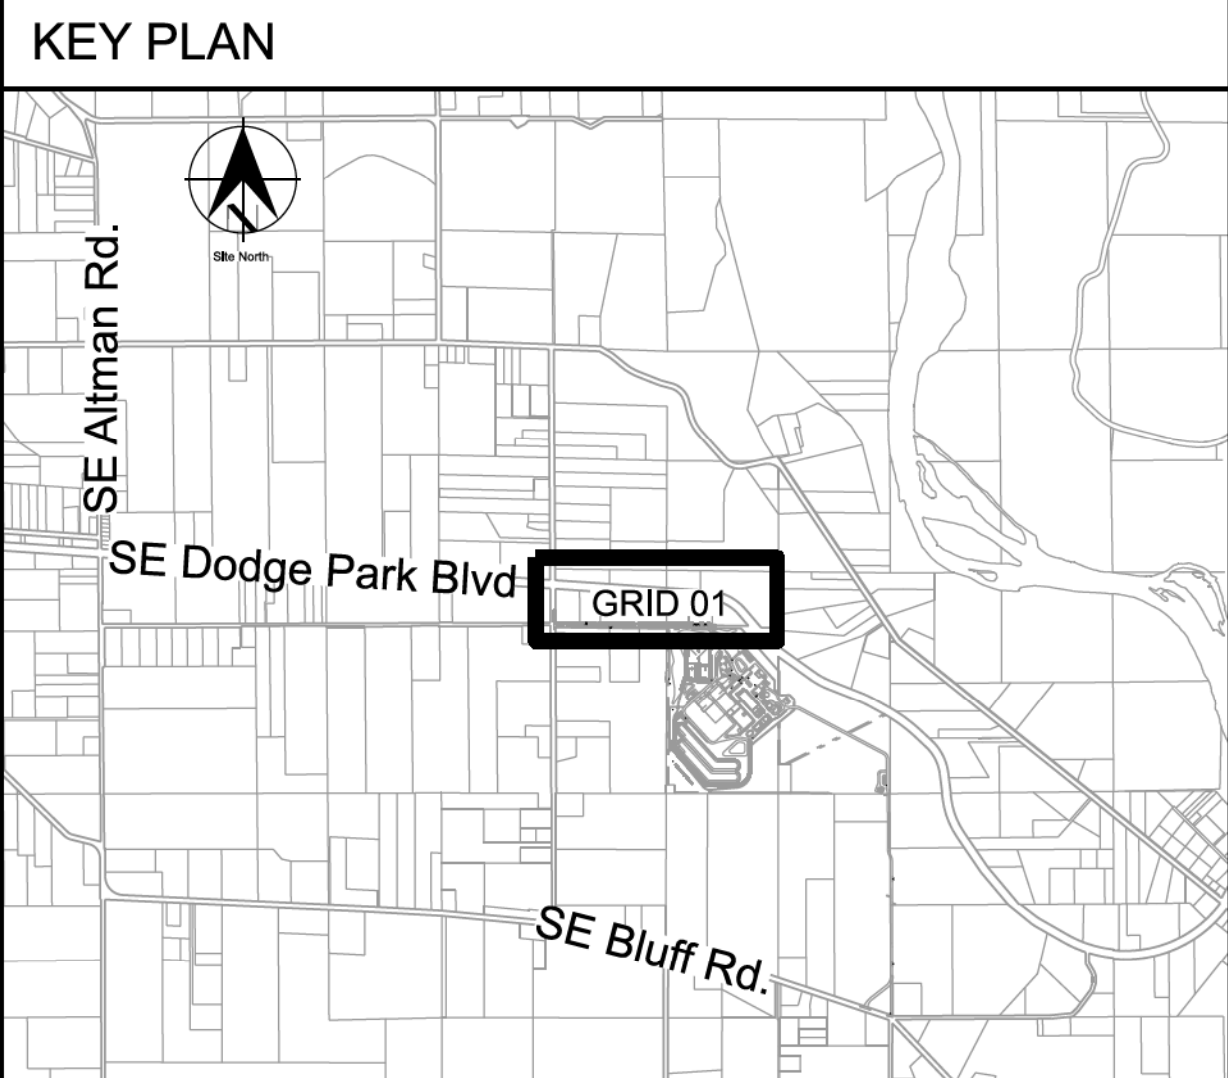 KEY PLAN
Site North
SE Altman Rd.
SE Dodge Park Blvd
GRID 01
SE Bluff Rd.